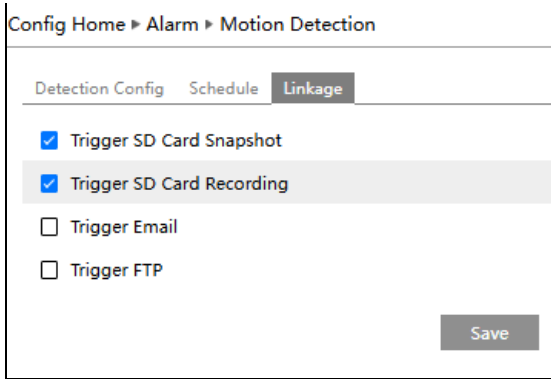 Config Home ▶ Alarm ▶ Motion Detection
Detection Config Schedule Linkage
Trigger SD Card Snapshot
Trigger SD Card Recording
Trigger Email
Trigger FTP
Save